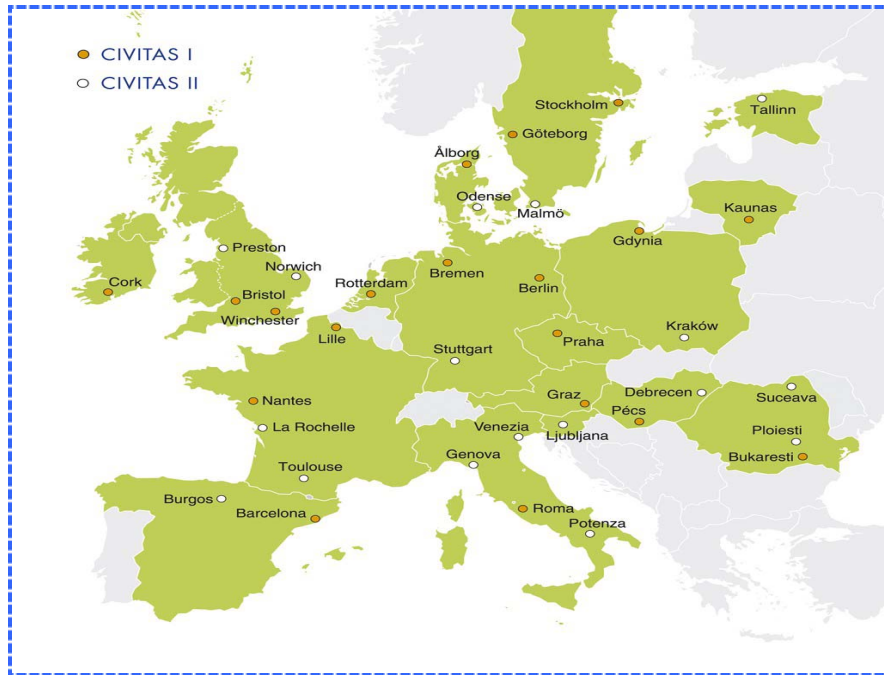 CIVITAS I
CIVITAS II
Stockholm
Tallinn
Göteborg
Ålborg
Odense
Malmö
Kaunas
Gdynia
Preston
Norwich
Bremen
Berlin
Cork
Rotterdam
Bristol
Winchester
Lille
Kraków
Praha
Stuttgart
Debrecen
Suceava
Graz
Nantes
Pécs
La Rochelle
Venezia
Ljubljana
Ploiesti
Genova
Bukaresti
Toulouse
Burgos
Barcelona
Roma
Potenza